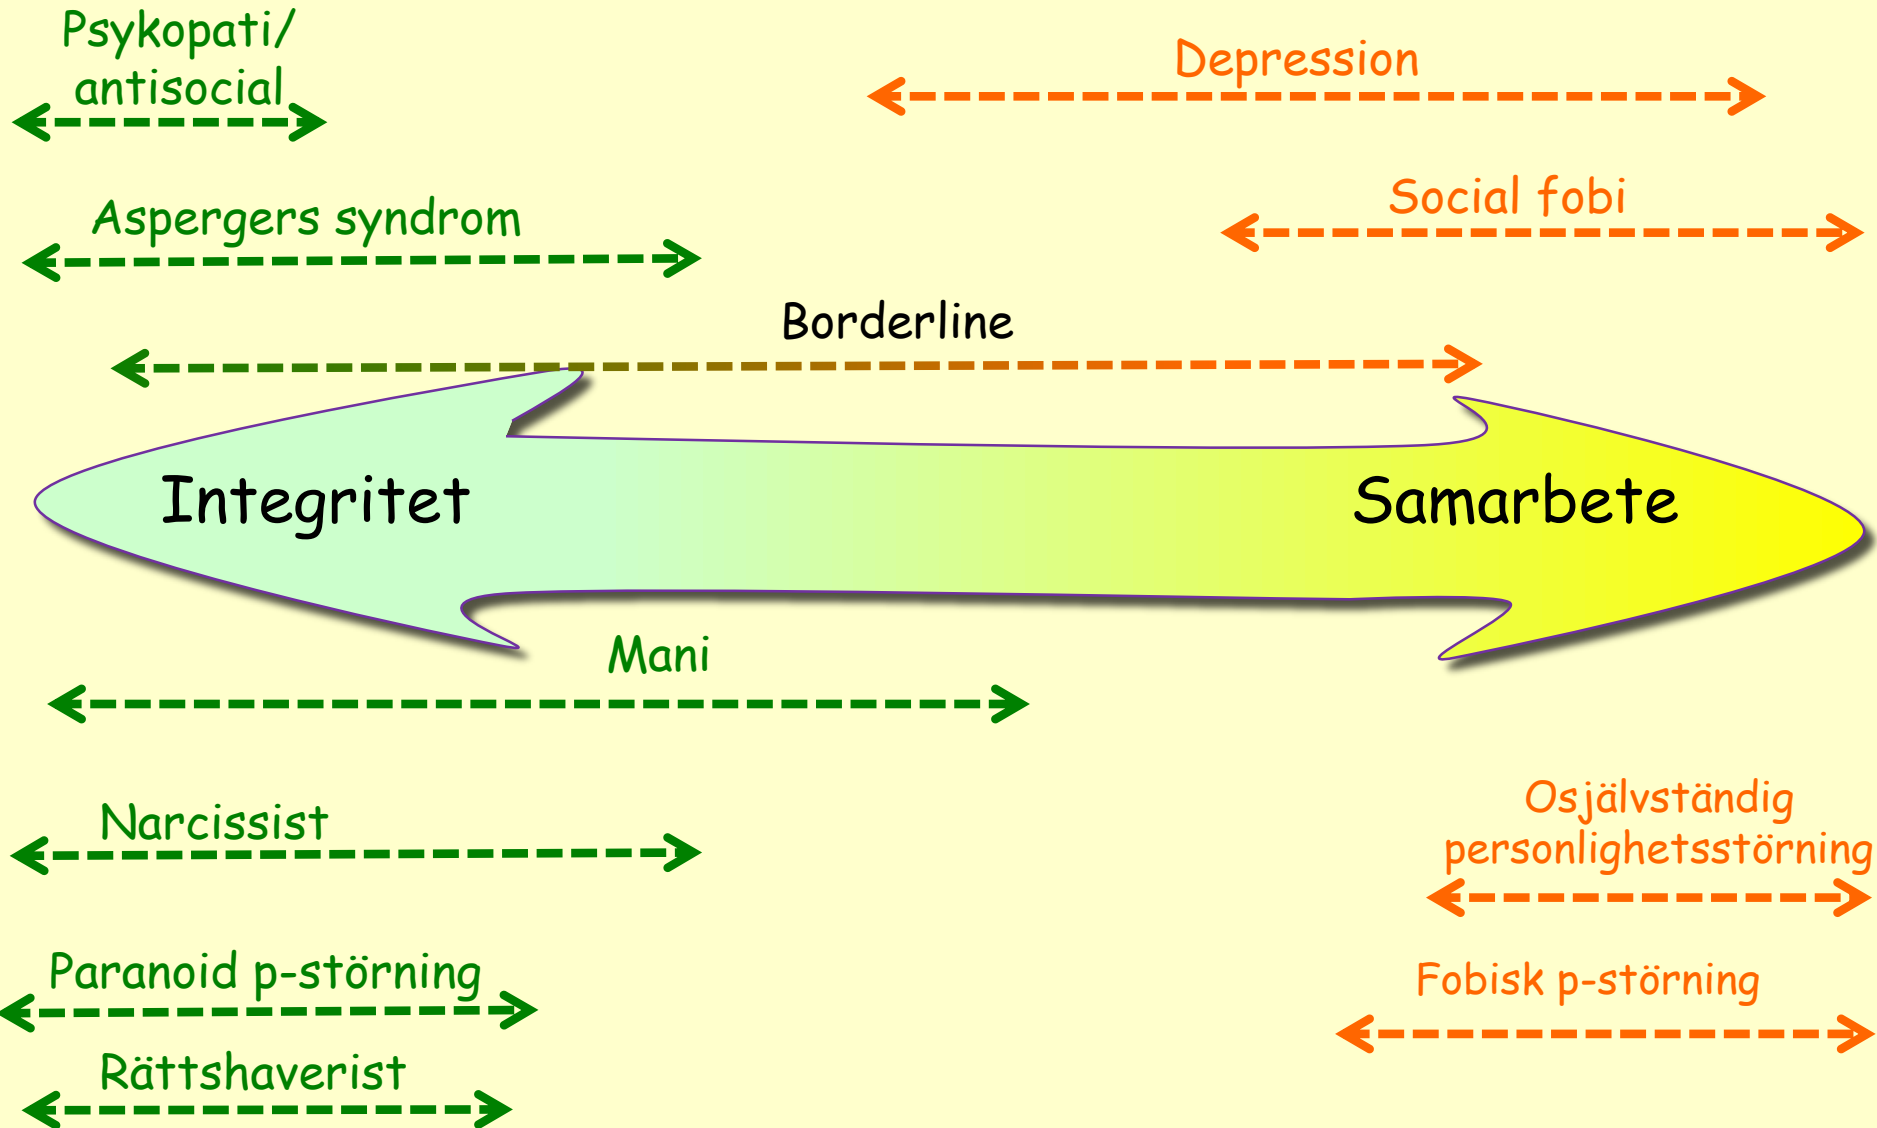 Psykopati/
antisocial
Depression
Social fobi
Aspergers syndrom
Borderline
Integritet
Samarbete
Mani
Narcissist
Osjälvständig
personlighetsstörning
Paranoid p-störning
Fobisk p-störning
Rättshaverist